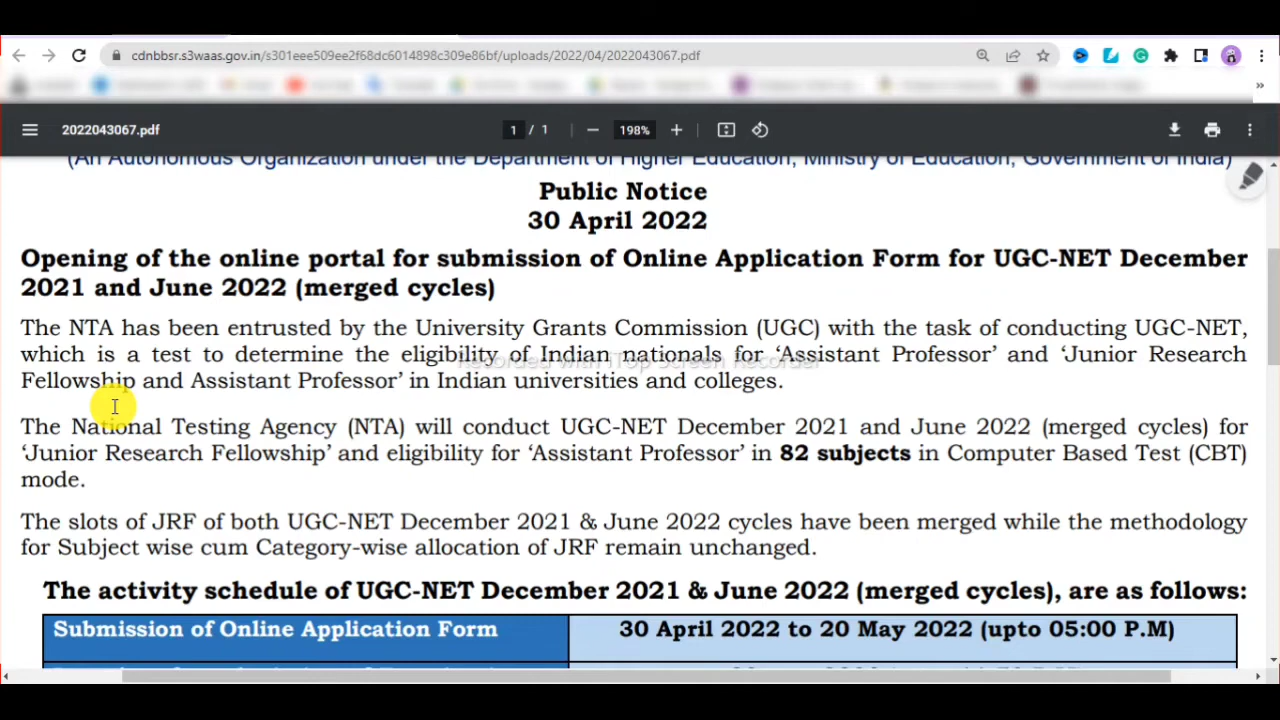 cdnbbsr.s3waas.gov.in/s301eee509ee2f68dc6014898c309e86bf/uploads/2022/04/2022043067.pdf
2022043067.pdf
1 / 1
198%
(An Autonomous Organization under the Department of Higher Education, Ministry of Education, Government of India)
Public Notice
30 April 2022
Opening of the online portal for submission of Online Application Form for UGC-NET December
2021 and June 2022 (merged cycles)
The NTA has been entrusted by the University Grants Commission (UGC) with the task of conducting UGC-NET,
which is a test to determine the eligibility of Indian nationals for ‘Assistant Professor’ and ‘Junior Research
Recorded with iTop Screen Recorder
Fellowship and Assistant Professor’ in Indian universities and colleges.
The National Testing Agency (NTA) will conduct UGC-NET December 2021 and June 2022 (merged cycles) for
‘Junior Research Fellowship’ and eligibility for ‘Assistant Professor’ in 82 subjects in Computer Based Test (CBT)
mode.
The slots of JRF of both UGC-NET December 2021 & June 2022 cycles have been merged while the methodology
for Subject wise cum Category-wise allocation of JRF remain unchanged.
The activity schedule of UGC-NET December 2021 & June 2022 (merged cycles), are as follows:
Submission of Online Application Form
30 April 2022 to 20 May 2022 (upto 05:00 P.M)